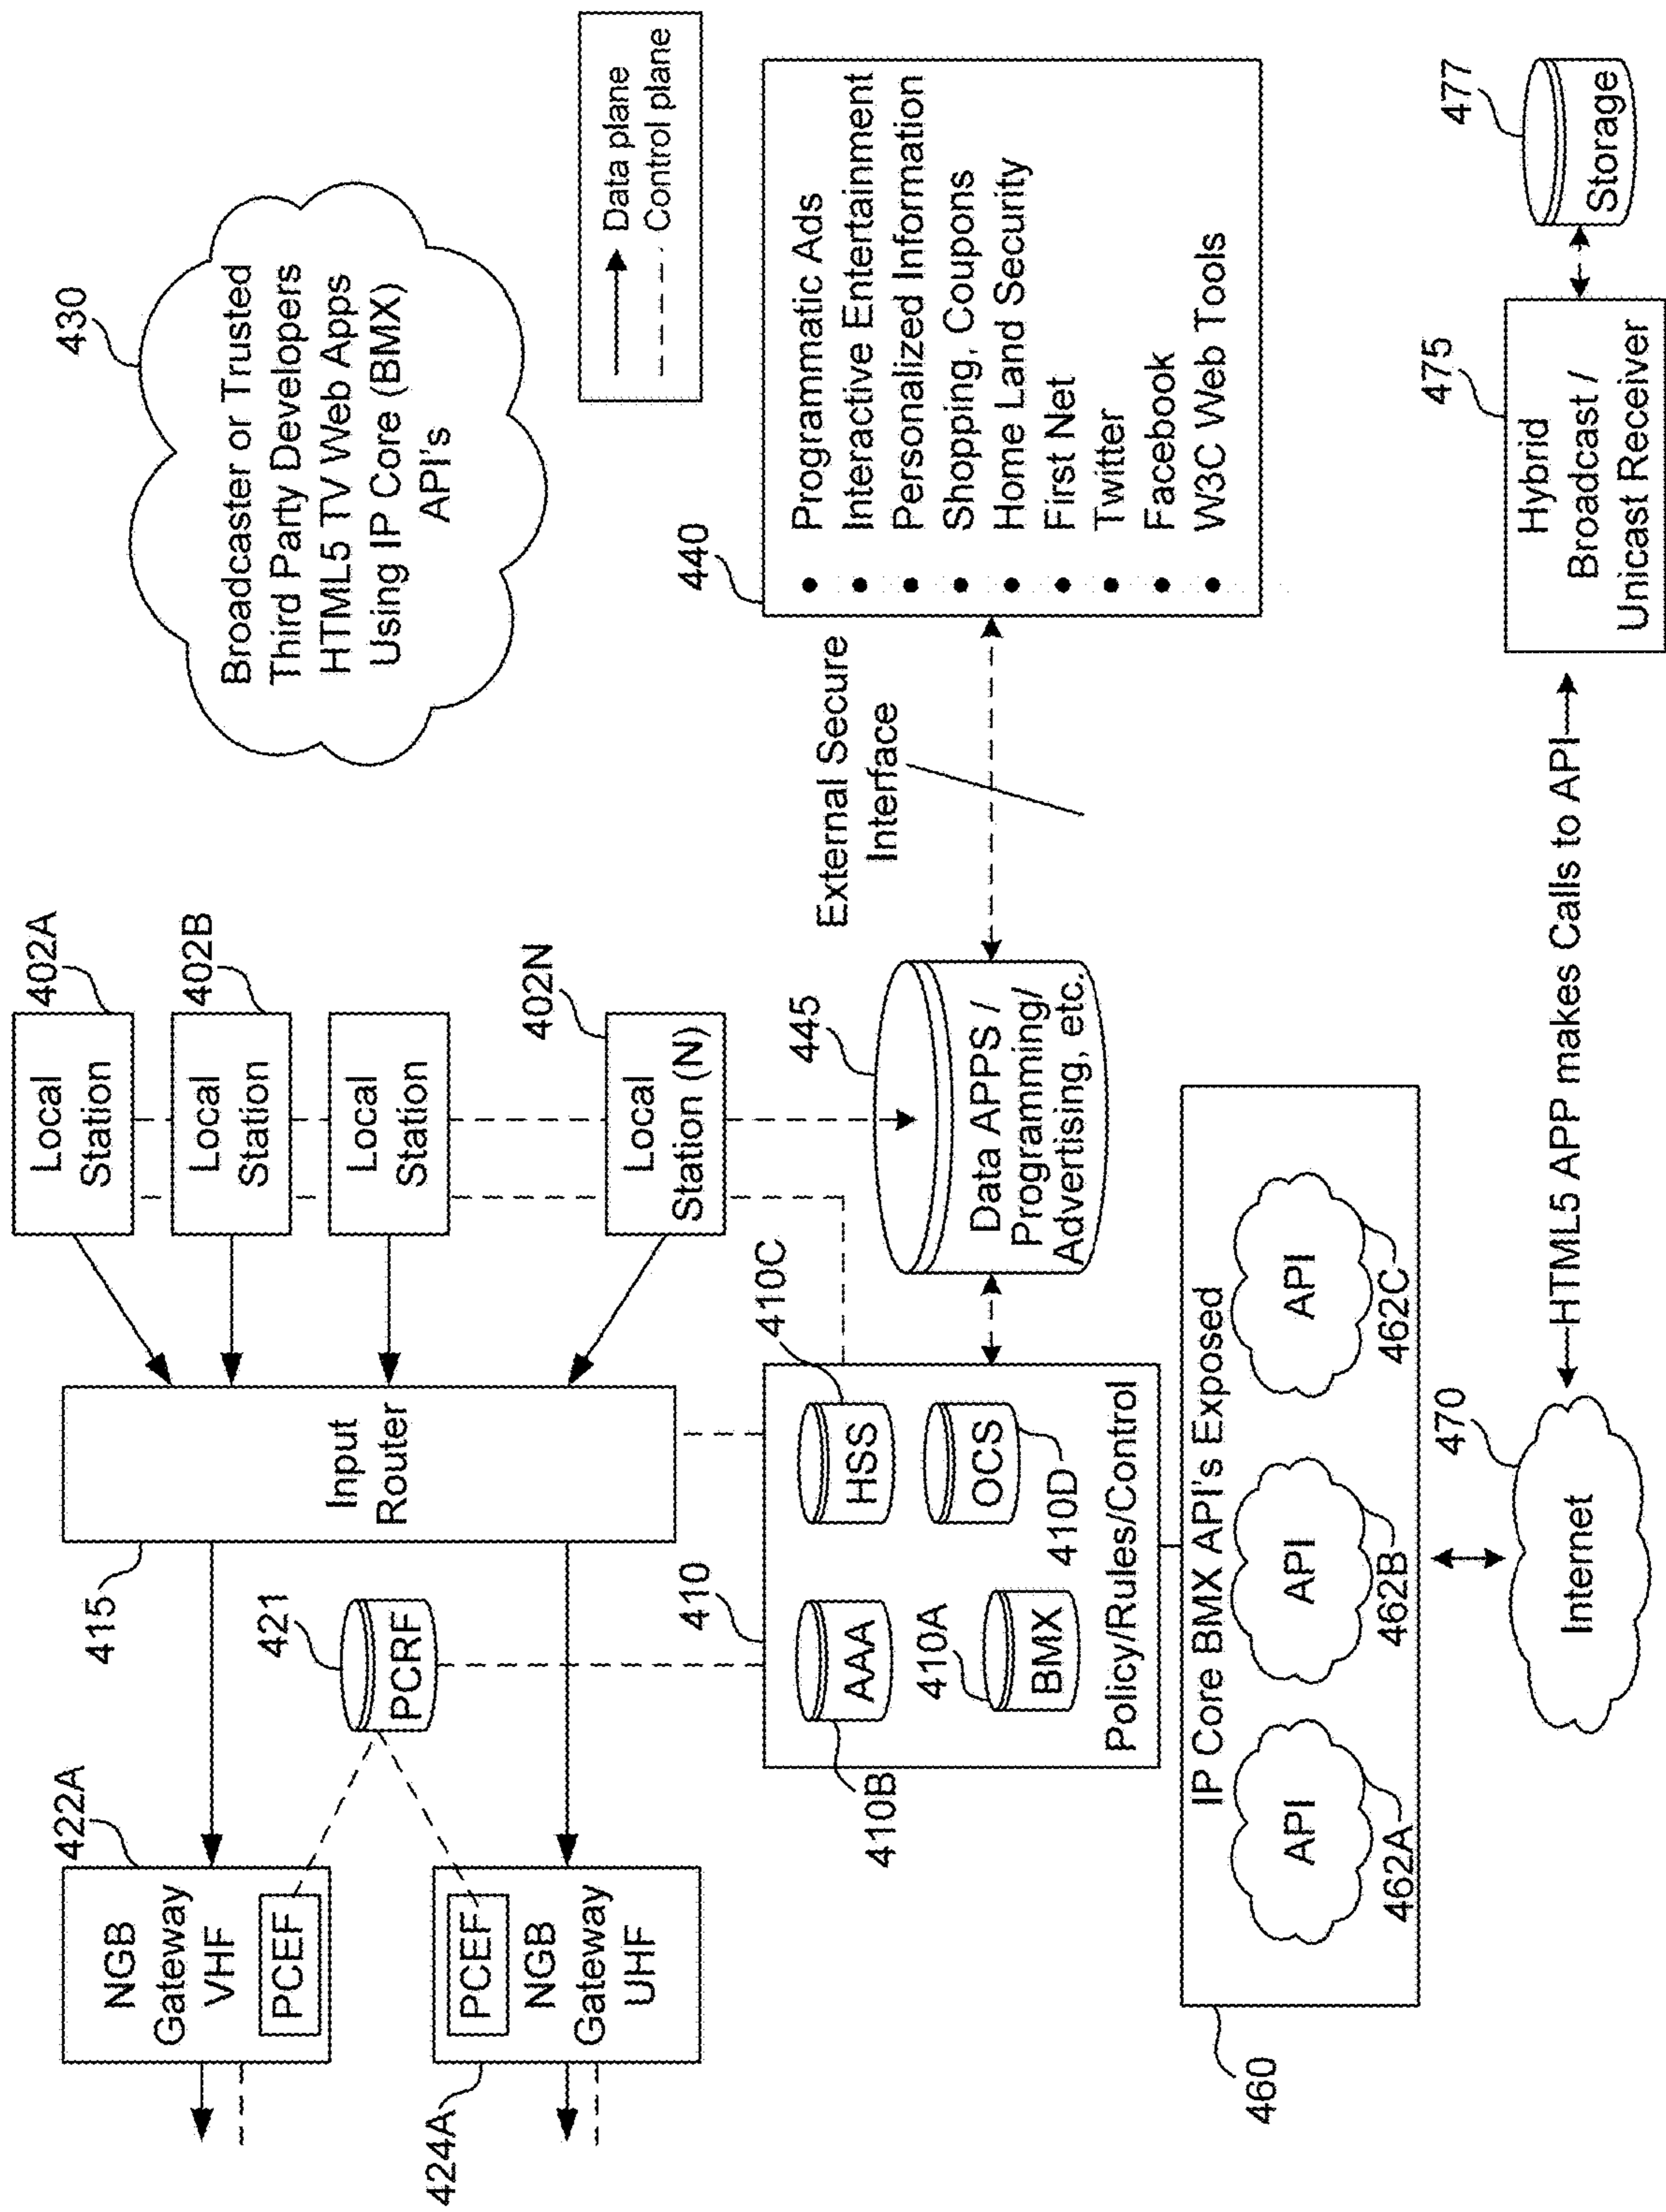 402A
Local
Station
402B
Local
Station
Local
Station
402N
Local
Station (N)
Input
Router
415
422A
NGB
Gateway
VHF
PCEF
PCEF
NGB
Gateway
UHF
424A
421
PCRF
430
Broadcaster or Trusted
Third Party Developers
HTML5 TV Web Apps
Using IP Core (BMX)
API's
Data plane
Control plane
410
410C
AAA
HSS
410B
410A
BMX
OCS
410D
Policy/Rules/Control
445
Data APPS /
Programming/
Advertising, etc.
External Secure
Interface
440
• Programmatic Ads
• Interactive Entertainment
• Personalized Information
• Shopping, Coupons
• Home Land Security
• First Net
• Twitter
• Facebook
• W3C Web Tools
IP Core BMX API's Exposed
API
API
API
462A
462B
462C
460
470
Internet
HTML5 APP makes Calls to API
475
Hybrid
Broadcast /
Unicast Receiver
477
Storage